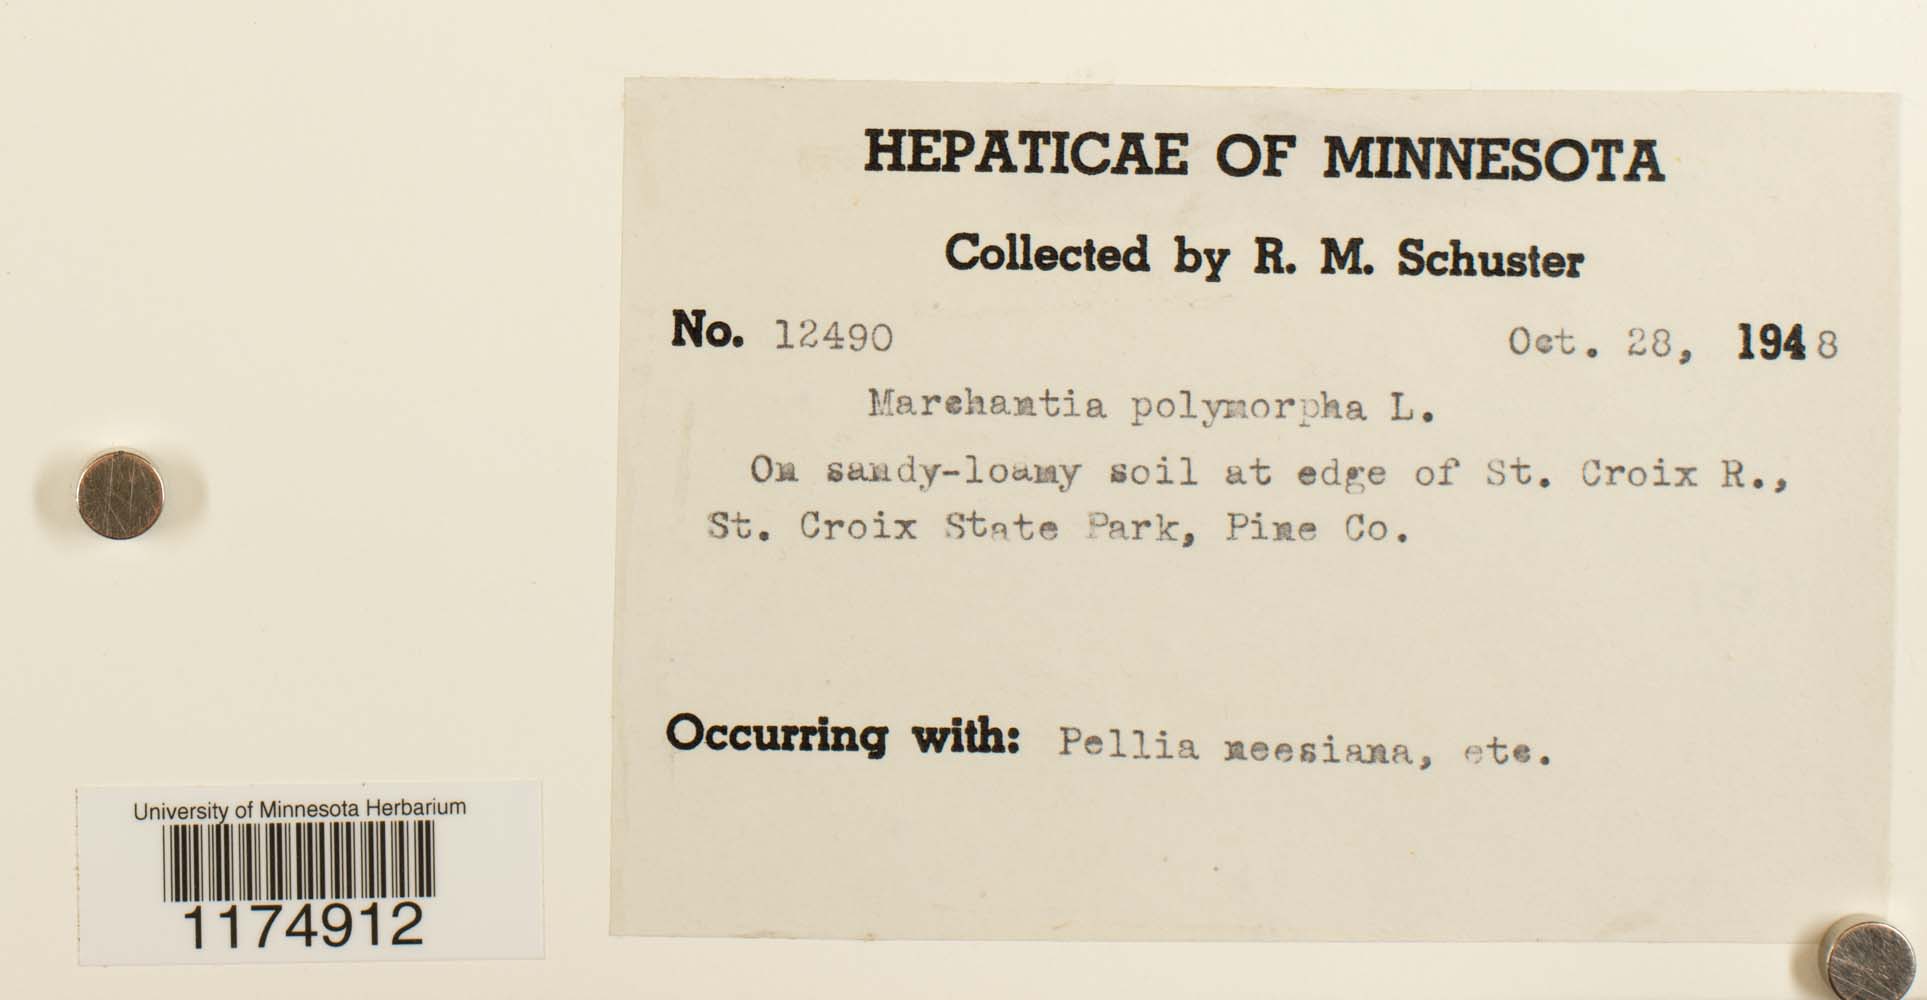 HEPATICAE OF MINNESOTA
Collected by R. M. Schuster
No. 12490 Oct. 28, 1948
Marchantia polymorpha L.
On sandy-loamy soil at edge of St. Croix R.,
St. Croix State Park, Pine Co.
Occurring with: Pellia neesiana, etc.
University of Minnesota Herbarium
1174912